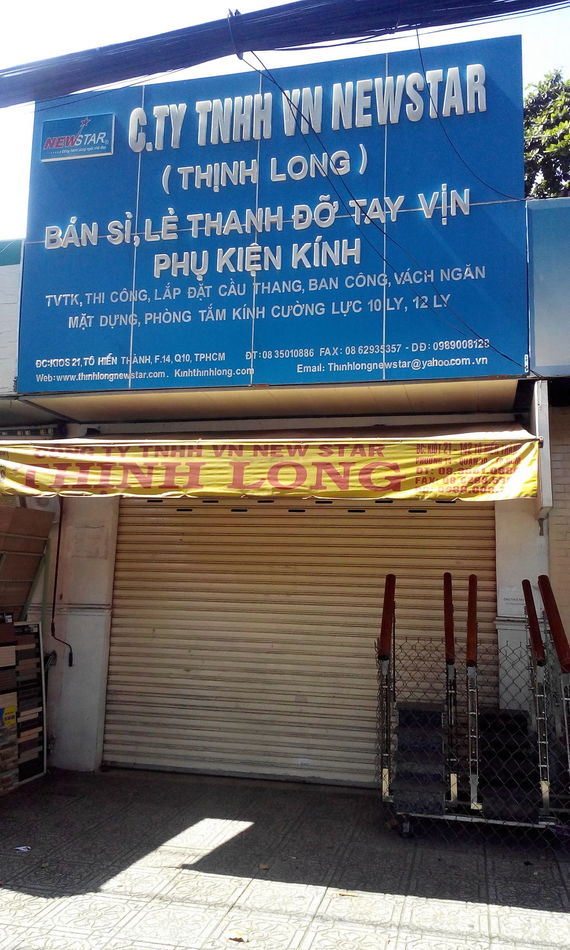 NEWSTAR
C.TY TNHH VN NEWSTAR
(THỊNH LONG)
BÁN SỈ, LẺ THANH ĐỠ TAY VỊN
PHỤ KIỆN KÍNH
TVTK, THI CÔNG, LẮP ĐẶT CẦU THANG, BAN CÔNG, VÁCH NGĂN
MẶT DỰNG, PHÒNG TẮM KÍNH CƯỜNG LỰC 10 LY, 12 LY
ĐC:KIOS 21,TÔ HIẾN THÀNH, F.14, Q10, TPHCM ĐT: 08 35010886 FAX: 08 62935357 - DĐ: 0989008128
Web: www.thinhlongnewstar.com . Kinhthinhlong.com Email: Thinhlongnewstar@yahoo.com.vn
CÔNG TY TNHH VN NEW STAR
THỊNH LONG